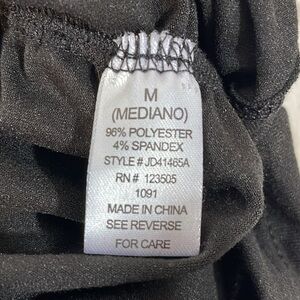 M
(MEDIANO)
96% POLYESTER
4% SPANDEX
STYLE # JD41465A
RN # 123505
1091
MADE IN CHINA
SEE REVERSE
FOR CARE